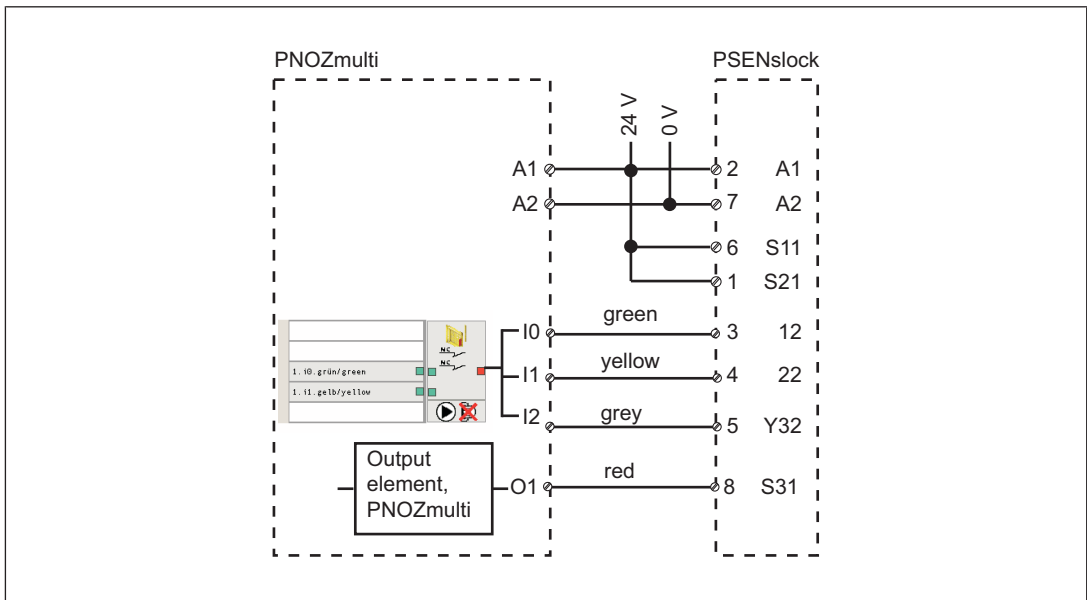 PNOZmulti
PSENslock
24 V
0 V
A1
2 A1
A2
7 A2
6 S11
1 S21
I0
green
3 12
I1
yellow
4 22
I2
grey
5 Y32
NC
NC
1.i0.grün/green
1.i1.gelb/yellow
Output
element,
PNOZmulti
O1
red
8 S31